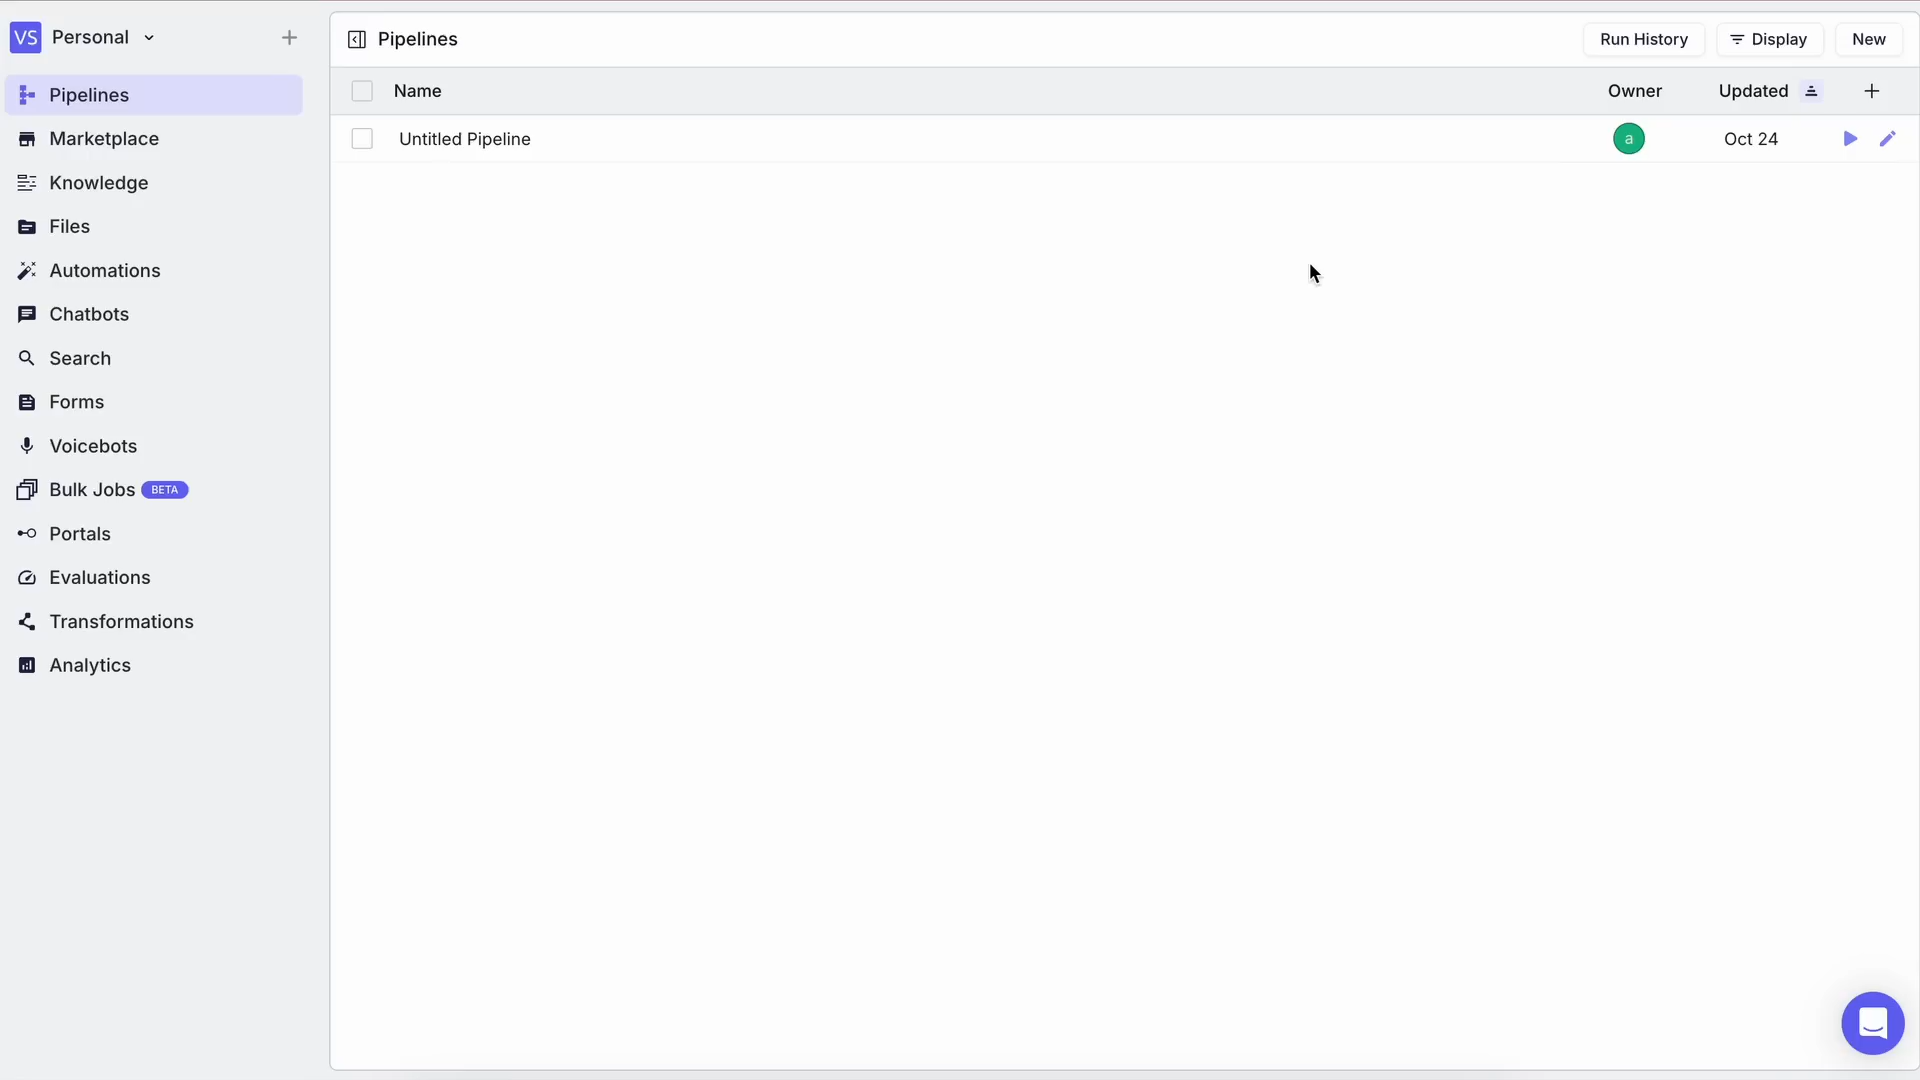 VS Personal
Pipelines
Marketplace
Knowledge
Files
Automations
Chatbots
Search
Forms
Voicebots
Bulk Jobs BETA
Portals
Evaluations
Transformations
Analytics
Pipelines Run History Display New
Name Owner Updated
Untitled Pipeline a Oct 24